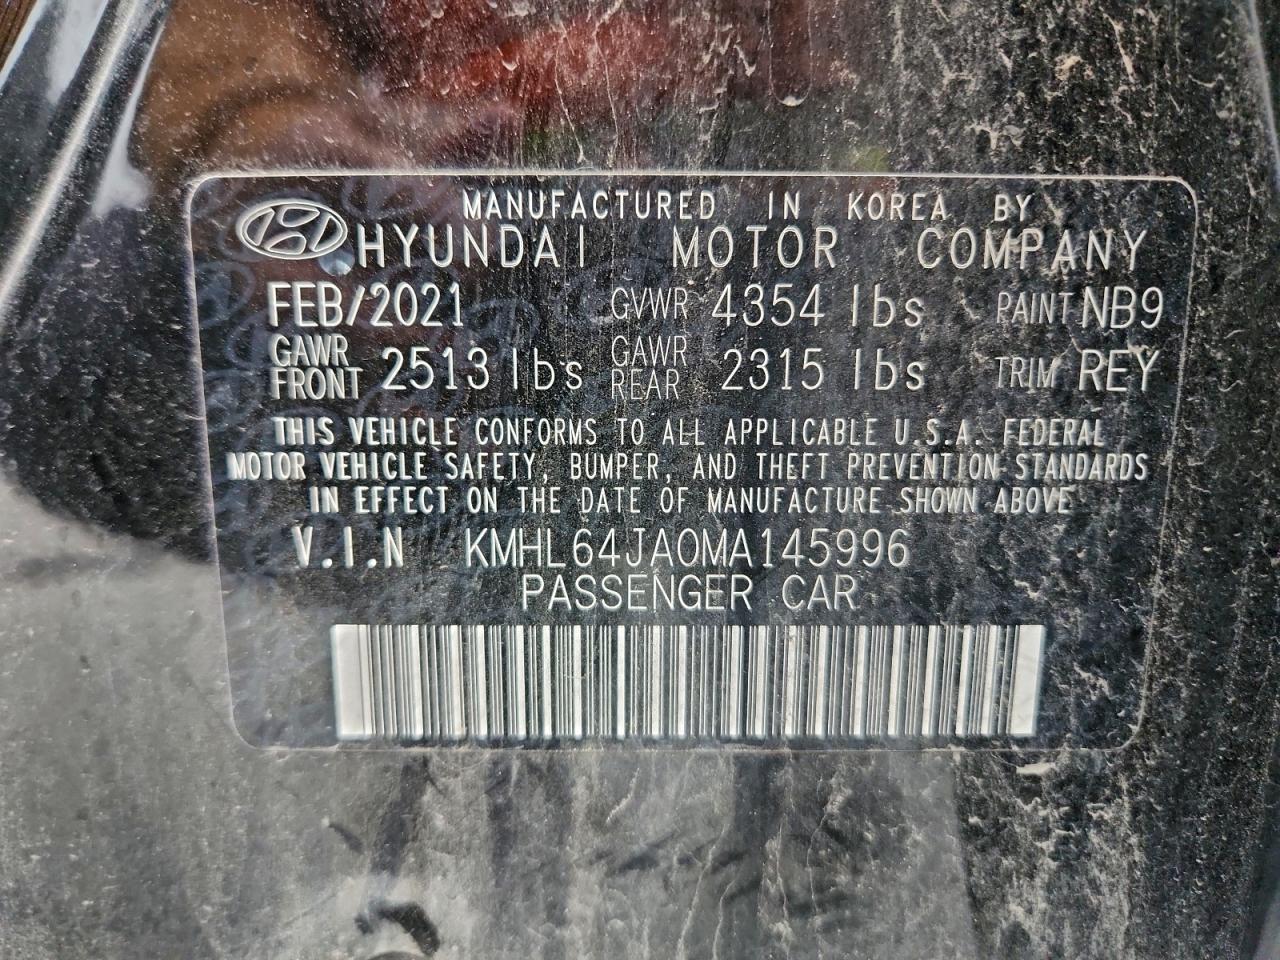 MANUFACTURED IN KOREA BY
HYUNDAI MOTOR COMPANY
FEB/2021 GVWR 4354 lbs PAINT NB9
GAWR FRONT 2513 lbs GAWR REAR 2315 lbs TRIM REY
THIS VEHICLE CONFORMS TO ALL APPLICABLE U.S.A. FEDERAL
MOTOR VEHICLE SAFETY, BUMPER, AND THEFT PREVENTION STANDARDS
IN EFFECT ON THE DATE OF MANUFACTURE SHOWN ABOVE
V.I.N KMHL64JA0MA145996
PASSENGER CAR